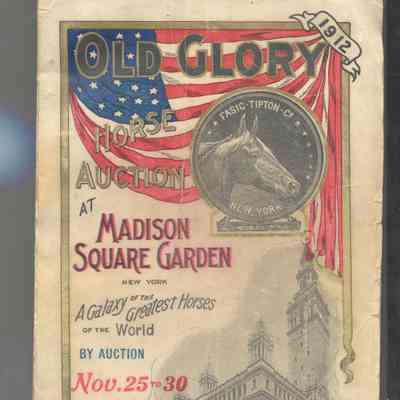 1912
OLD GLORY
HORSE
AUCTION
FASIG-TIPTON-Co
NEW YORK
AT
MADISON
SQUARE GARDEN
NEW YORK
A Galaxy OF THE
Greatest Horses
OF THE World
BY AUCTION
Nov. 25 TO 30